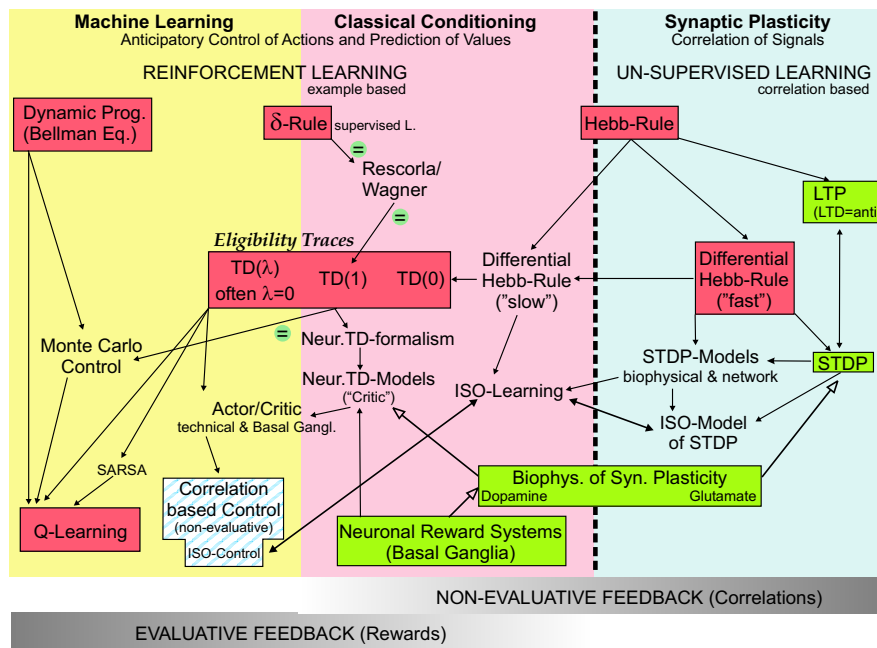 Machine Learning
Classical Conditioning
Synaptic Plasticity
Anticipatory Control of Actions and Prediction of Values
Correlation of Signals
REINFORCEMENT LEARNING
example based
UN-SUPERVISED LEARNING
correlation based
Dynamic Prog.
(Bellman Eq.)
δ-Rule
supervised L.
Hebb-Rule
=
Rescorla/
Wagner
LTP
(LTD=anti
=
Eligibility Traces
TD(λ)
often λ=0
TD(1)
TD(0)
Differential
Hebb-Rule
("slow")
Differential
Hebb-Rule
("fast")
=
Neur.TD-formalism
Monte Carlo
Control
STDP-Models
biophysical & network
STDP
Neur.TD-Models
("Critic")
ISO-Learning
Actor/Critic
technical & Basal Gangl.
ISO-Model
of STDP
SARSA
Correlation
based Control
(non-evaluative)
ISO-Control
Biophys. of Syn. Plasticity
Dopamine
Glutamate
Q-Learning
Neuronal Reward Systems
(Basal Ganglia)
NON-EVALUATIVE FEEDBACK (Correlations)
EVALUATIVE FEEDBACK (Rewards)